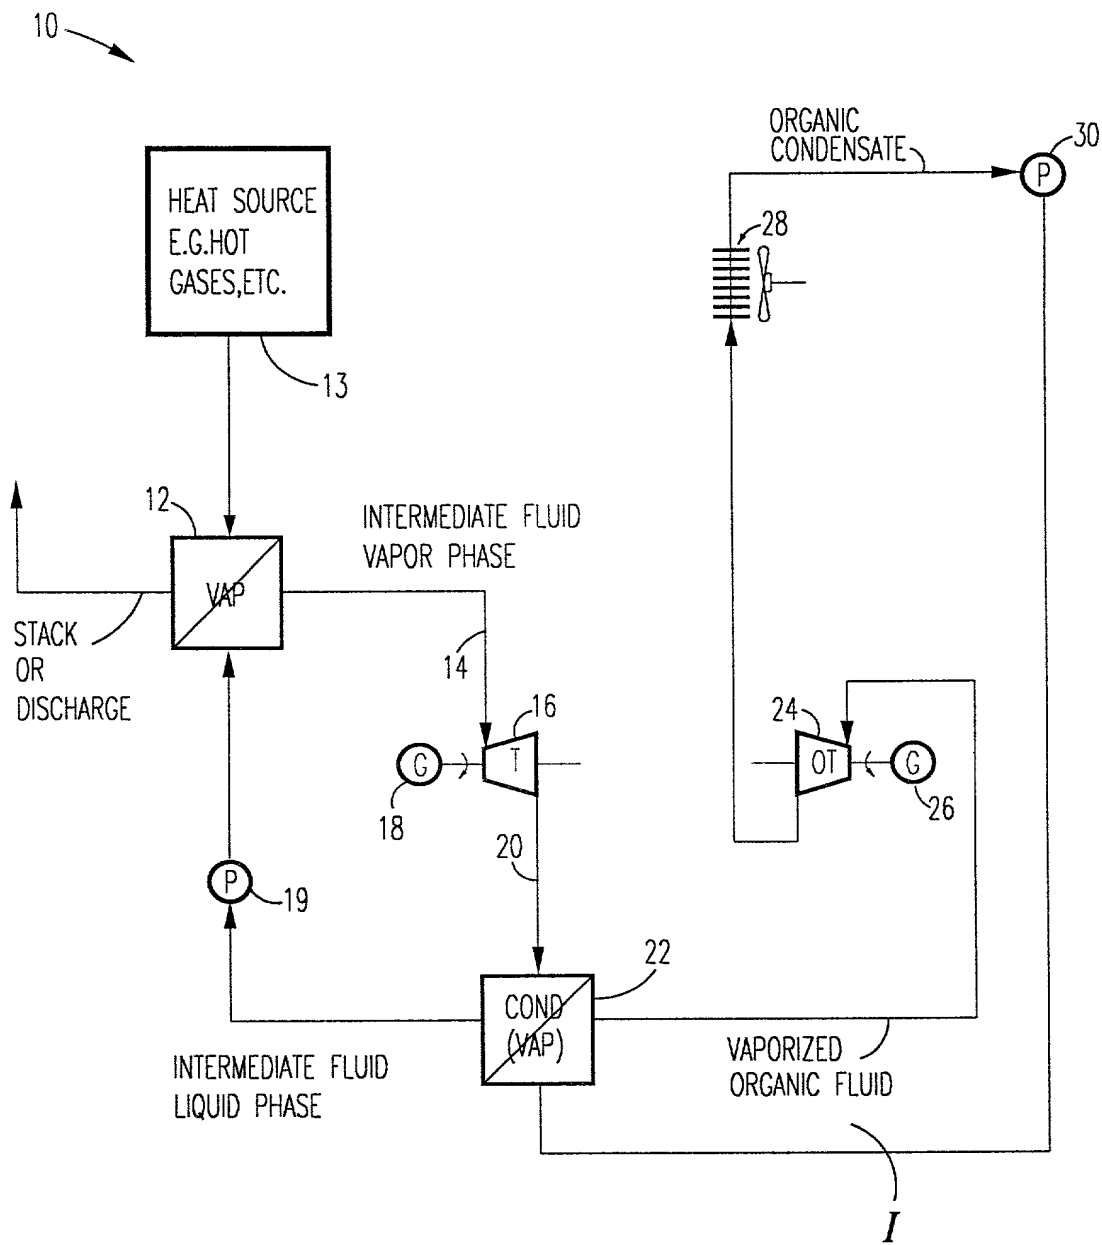 10
ORGANIC
CONDENSATE
30
P
HEAT SOURCE
E.G.HOT
GASES,ETC.
28
13
12
INTERMEDIATE FLUID
VAPOR PHASE
VAP
STACK
OR
DISCHARGE
14
16
24
G
T
OT
G
18
26
20
P
19
22
COND
(VAP)
INTERMEDIATE FLUID
LIQUID PHASE
VAPORIZED
ORGANIC FLUID
I